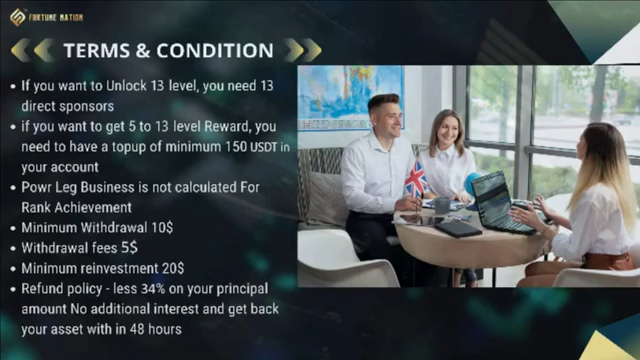 FORTUNE NATION
TERMS & CONDITION
• If you want to Unlock 13 level, you need 13
direct sponsors
• if you want to get 5 to 13 level Reward, you
need to have a topup of minimum 150 USDT in
your account
• Powr Leg Business is not calculated For
Rank Achievement
• Minimum Withdrawal 10$
• Withdrawal fees 5$
• Minimum reinvestment 20$
• Refund policy - less 34% on your principal
amount No additional interest and get back
your asset with in 48 hours